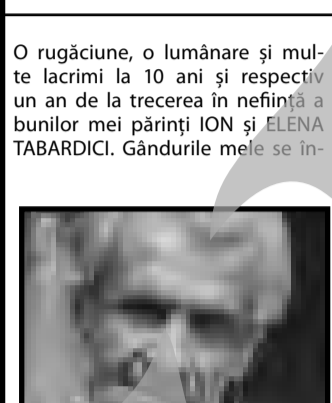 O rugăciune, o lumânare și mul-
te lacrimi la 10 ani și respectiv
un an de la trecerea în neființă a
bunilor mei părinți ION și ELENA
TABARDICI. Gândurile mele se în-